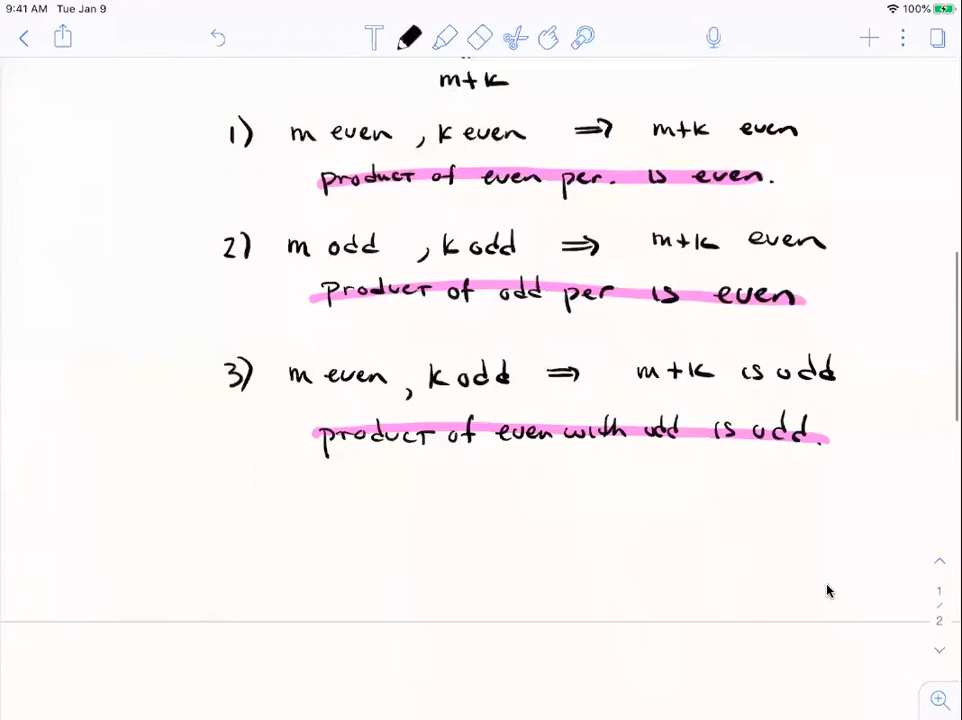 9:41 AM Tue Jan 9
100%
T
m+k
1) m even , k even ⇒ m+k even
product of even per. is even.
2) m odd , k odd ⇒ m+k even
product of odd per is even
3) m even , k odd ⇒ m+k is odd
product of even with odd is odd.
1
/
2